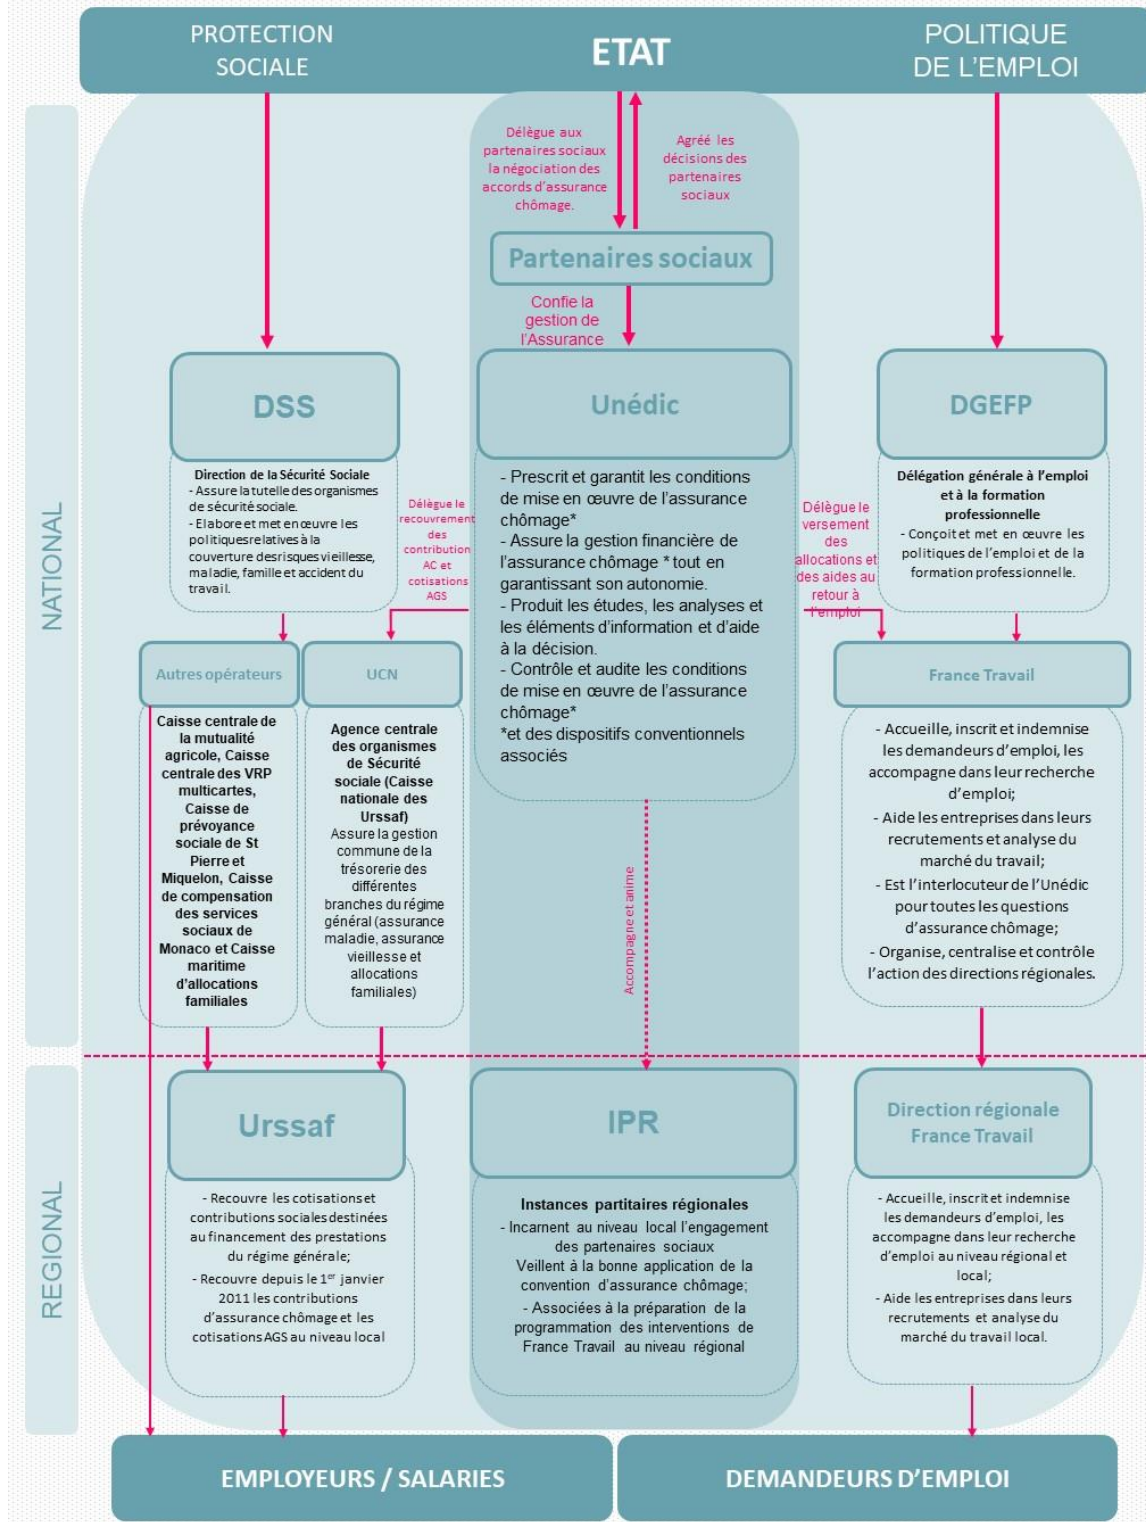 PROTECTION
SOCIALE
ETAT
POLITIQUE
DE L'EMPLOI
NATIONAL
Délègue aux
partenaires sociaux
la négociation des
accords d'assurance
chômage.
Agréé les
décisions des
partenaires
sociaux
Partenaires sociaux
Confie la
gestion de
l'Assurance
DSS
Direction de la Sécurité Sociale
- Assure la tutelle des organismes
de sécurité sociale.
- Elabore et met en œuvre les
politiques relatives à la
couverture des risques vieillesse,
maladie, famille et accident du
travail.
Délègue le
recouvrement
des
contribution
AC et
cotisations
AGS
Unédic
- Prescrit et garantit les conditions
de mise en œuvre de l'assurance
chômage*
- Assure la gestion financière de
l'assurance chômage * tout en
garantissant son autonomie.
- Produit les études, les analyses et
les éléments d'information et d'aide
à la décision.
- Contrôle et audite les conditions
de mise en œuvre de l'assurance
chômage*
*et des dispositifs conventionnels
associés
Délègue le
versement
des
allocations et
des aides au
retour à
l'emploi
DGEFP
Délégation générale à l'emploi
et à la formation
professionnelle
- Conçoit et met en œuvre les
politiques de l'emploi et de la
formation professionnelle.
Autres opérateurs
Caisse centrale de
la mutualité
agricole, Caisse
centrale des VRP
multicartes,
Caisse de
prévoyance
sociale de St
Pierre et
Miquelon, Caisse
de compensation
des services
sociaux de
Monaco et Caisse
maritime
d'allocations
familiales
UCN
Agence centrale
des organismes
de Sécurité
sociale (Caisse
nationale des
Urssaf)
Assure la gestion
commune de la
trésorerie des
différentes
branches du régime
général (assurance
maladie, assurance
vieillesse et
allocations
familiales)
Accompagne et anime
France Travail
- Accueille, inscrit et indemnise
les demandeurs d'emploi, les
accompagne dans leur recherche
d'emploi;
- Aide les entreprises dans leurs
recrutements et analyse du
marché du travail;
- Est l'interlocuteur de l'Unédic
pour toutes les questions
d'assurance chômage;
- Organise, centralise et contrôle
l'action des directions régionales.
REGIONAL
Urssaf
- Recouvre les cotisations et
contributions sociales destinées
au financement des prestations
du régime générale;
- Recouvre depuis le 1er janvier
2011 les contributions
d'assurance chômage et les
cotisations AGS au niveau local
IPR
Instances partitaires régionales
- Incarnent au niveau local l'engagement
des partenaires sociaux
Veillent à la bonne application de la
convention d'assurance chômage;
- Associées à la préparation de la
programmation des interventions de
France Travail au niveau régional
Direction régionale
France Travail
- Accueille, inscrit et indemnise
les demandeurs d'emploi, les
accompagne dans leur recherche
d'emploi au niveau régional et
local;
- Aide les entreprises dans leurs
recrutements et analyse du
marché du travail local.
EMPLOYEURS / SALARIES
DEMANDEURS D'EMPLOI